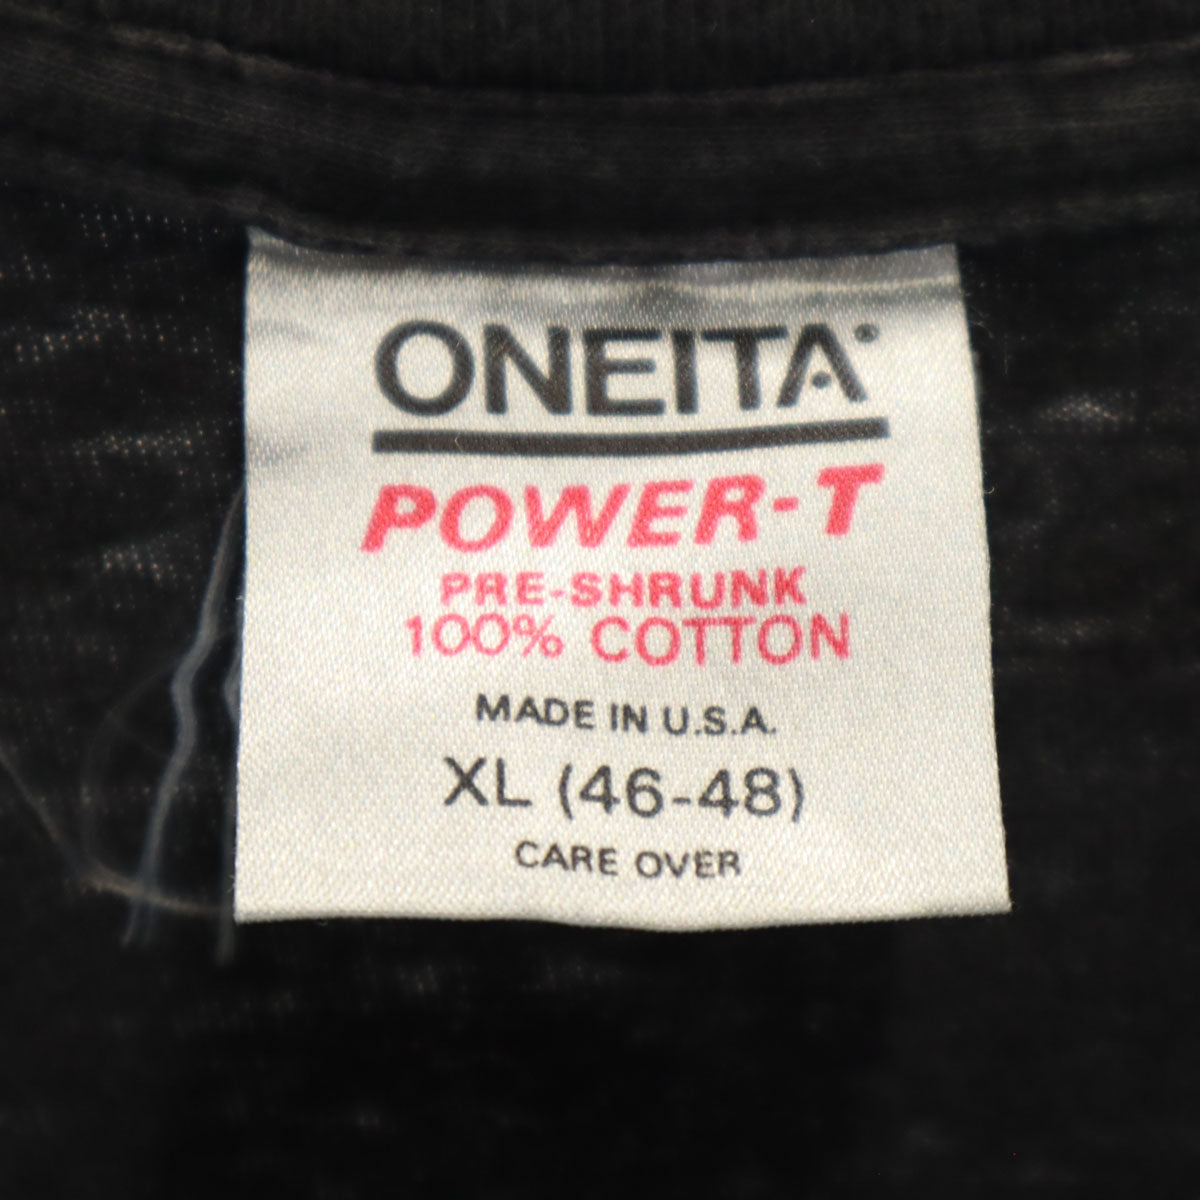 ONEITA
POWER-T
PRE-SHRUNK
100% COTTON
MADE IN U.S.A.
XL (46-48)
CARE OVER